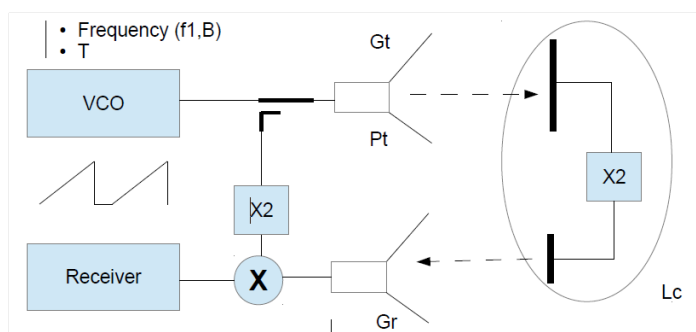 • Frequency (f1,B)
• T
Gt
VCO
Pt
X2
X2
Receiver
X
Gr
Lc